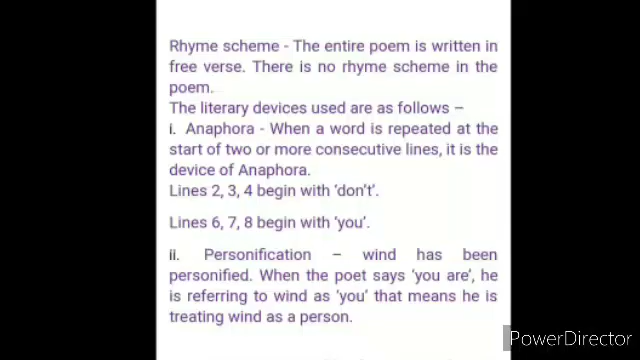 Rhyme scheme - The entire poem is written in
free verse. There is no rhyme scheme in the
poem.
The literary devices used are as follows –
i. Anaphora - When a word is repeated at the
start of two or more consecutive lines, it is the
device of Anaphora.
Lines 2, 3, 4 begin with ‘don’t’.
Lines 6, 7, 8 begin with ‘you’.
ii. Personification – wind has been
personified. When the poet says ‘you are’, he
is referring to wind as ‘you’ that means he is
treating wind as a person.
PowerDirector